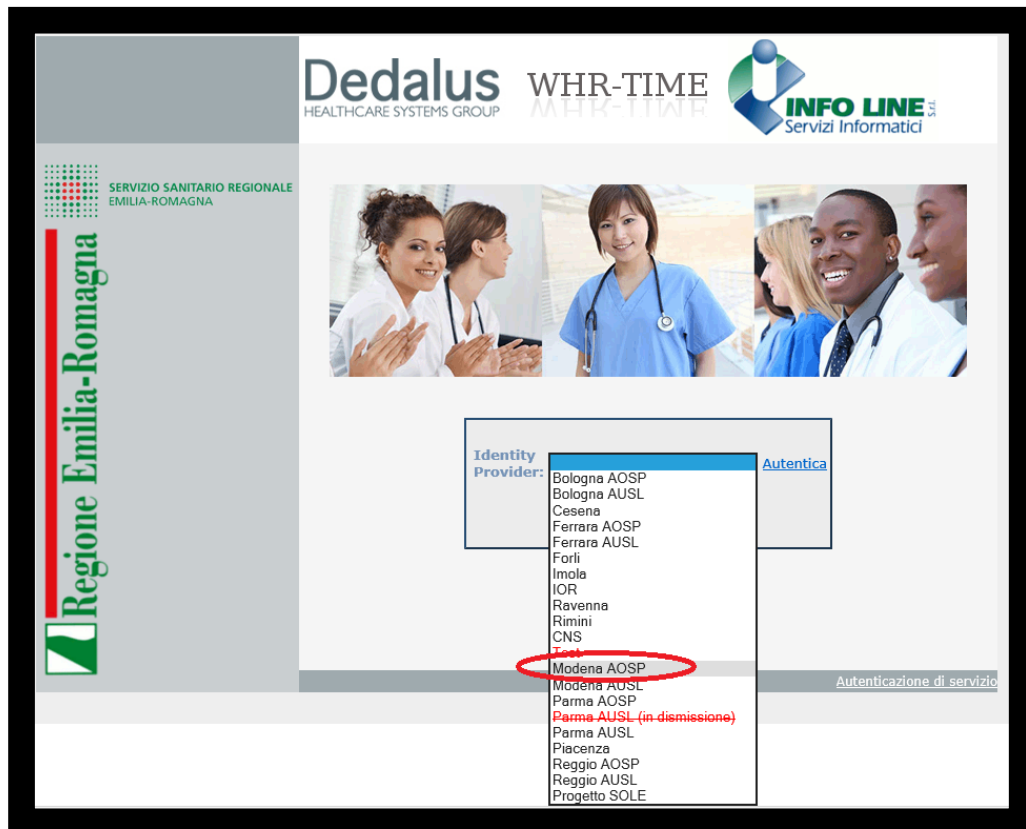 Dedalus
HEALTHCARE SYSTEMS GROUP
WHR-TIME
INFO LINE S.r.l.
Servizi Informatici
SERVIZIO SANITARIO REGIONALE
EMILIA-ROMAGNA
Regione Emilia-Romagna
Identity
Provider:
Autentica
Bologna AOSP
Bologna AUSL
Cesena
Ferrara AOSP
Ferrara AUSL
Forli
Imola
IOR
Ravenna
Rimini
CNS
Test
Modena AOSP
Modena AUSL
Parma AOSP
Parma AUSL (in dismissione)
Parma AUSL
Piacenza
Reggio AOSP
Reggio AUSL
Progetto SOLE
Autenticazione di servizio